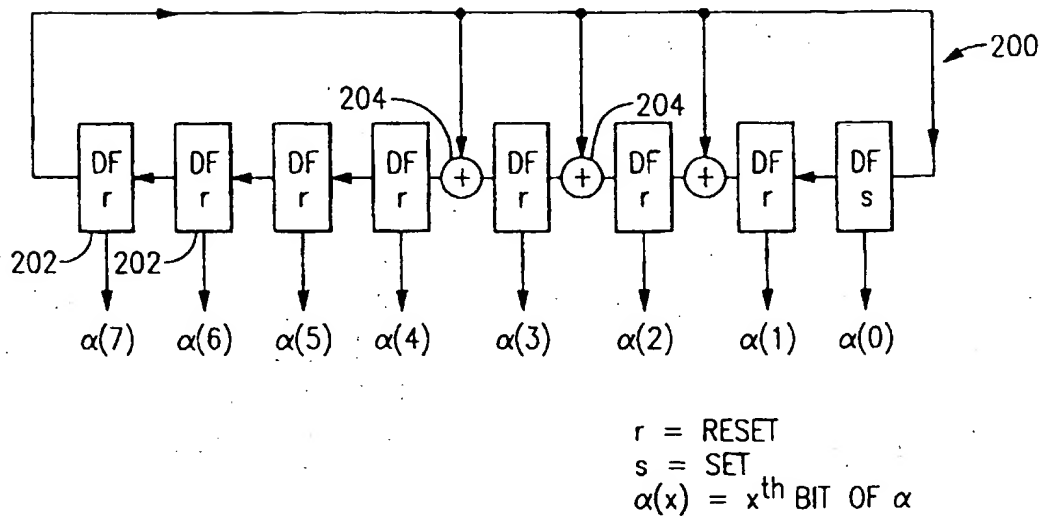 200
204
204
+
+
+
DF
r
DF
r
DF
r
DF
r
DF
r
DF
r
DF
r
DF
s
202
202
α(7)
α(6)
α(5)
α(4)
α(3)
α(2)
α(1)
α(0)
r = RESET
s = SET
α(x) = xth BIT OF α